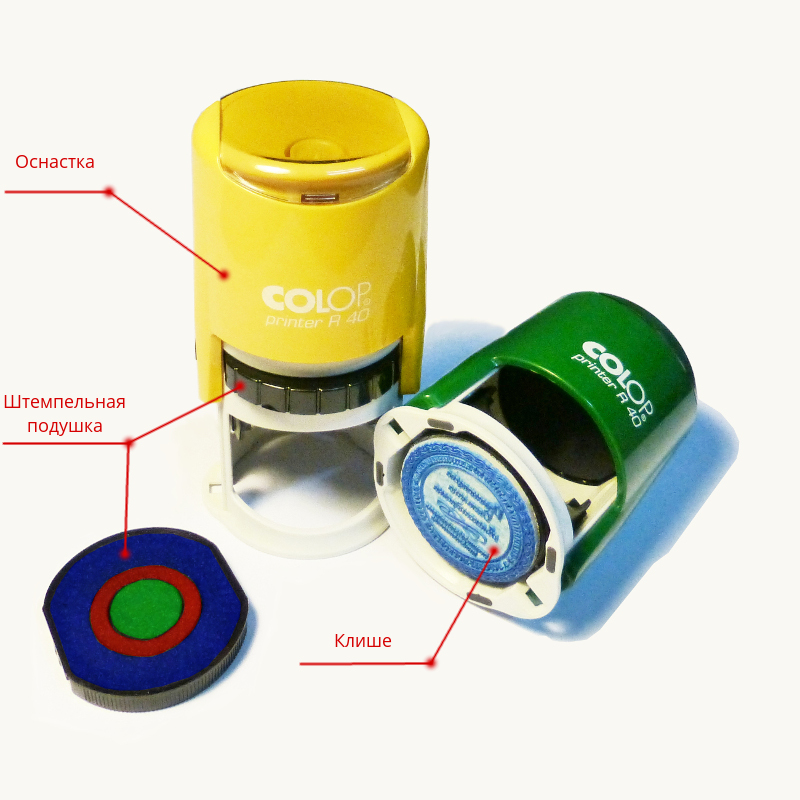 Оснастка
COLOP®
printer R 40
COLOP®
printer R 40
Штемпельная
подушка
Клише